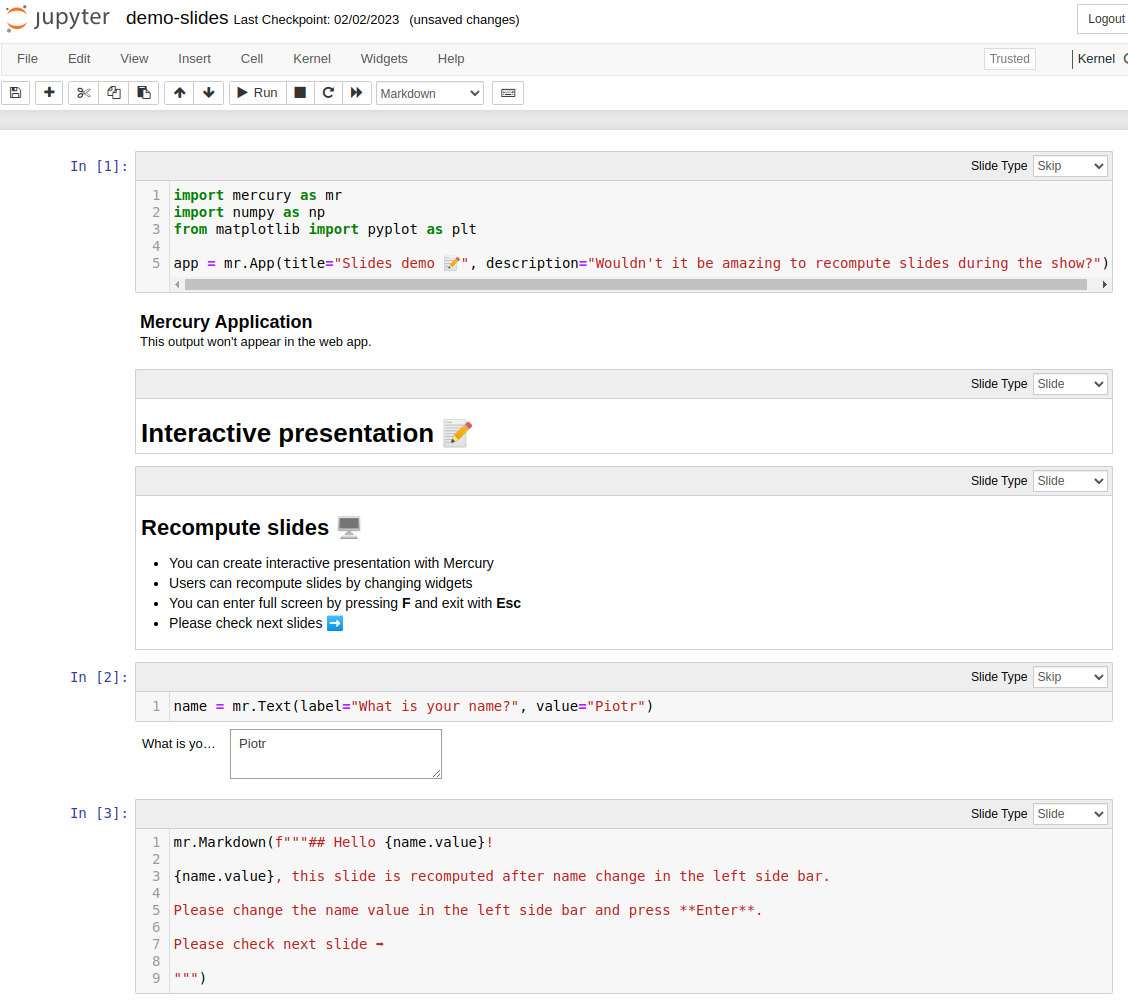 jupyter demo-slides Last Checkpoint: 02/02/2023 (unsaved changes) Logout
File Edit View Insert Cell Kernel Widgets Help Trusted Kernel
Run Markdown
In [1]: Slide Type Skip
1 import mercury as mr
2 import numpy as np
3 from matplotlib import pyplot as plt
4
5 app = mr.App(title="Slides demo 📝", description="Wouldn't it be amazing to recompute slides during the show?")
Mercury Application
This output won't appear in the web app.
Slide Type Slide
Interactive presentation 📝
Slide Type Slide
Recompute slides 🖥️
• You can create interactive presentation with Mercury
• Users can recompute slides by changing widgets
• You can enter full screen by pressing F and exit with Esc
• Please check next slides ➡️
In [2]: Slide Type Skip
1 name = mr.Text(label="What is your name?", value="Piotr")
What is yo… Piotr
In [3]: Slide Type Slide
1 mr.Markdown(f"""## Hello {name.value}!
2
3 {name.value}, this slide is recomputed after name change in the left side bar.
4
5 Please change the name value in the left side bar and press **Enter**.
6
7 Please check next slide ➡
8
9 """)